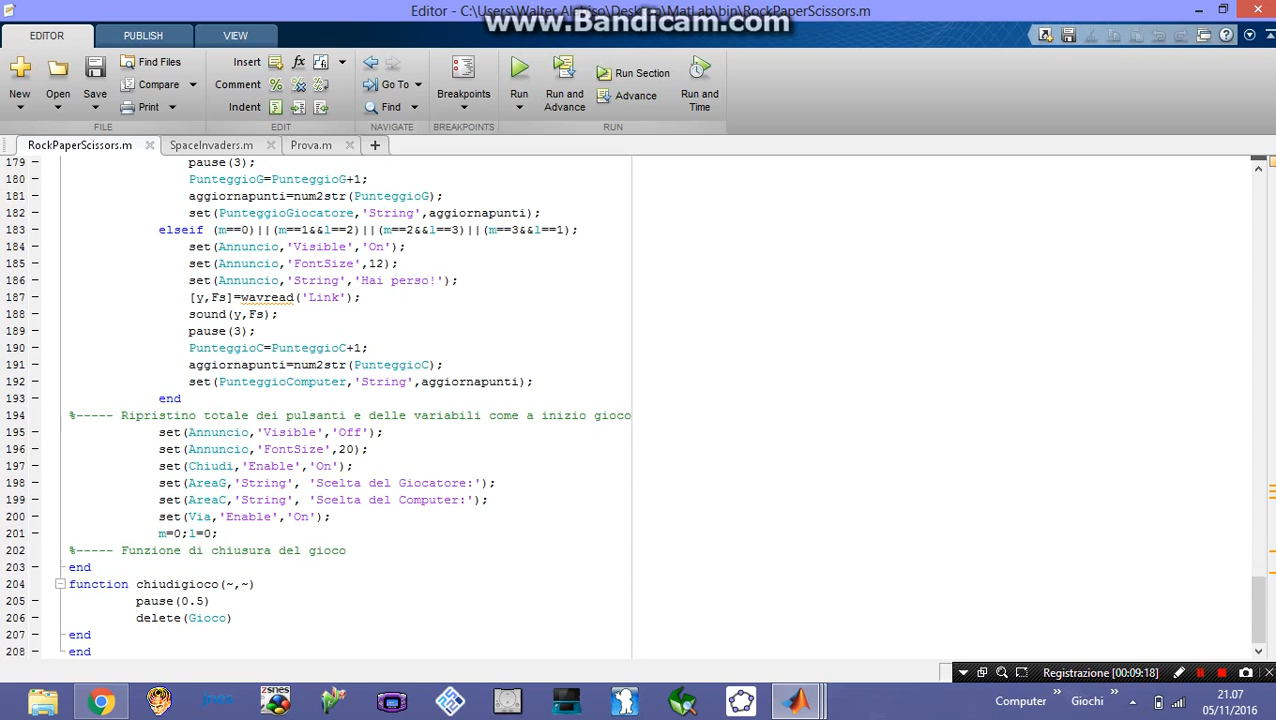 Editor - C:\Users\Walter Al\Desktop\MatLab\bin\RockPaperScissors.m
www.Bandicam.com
EDITOR PUBLISH VIEW
New Open Save
Find Files
Compare
Print
Insert fx
Comment
Indent
Go To
Find
Breakpoints
Run Run and Advance
Run Section
Advance
Run and Time
FILE EDIT NAVIGATE BREAKPOINTS RUN
RockPaperScissors.m SpaceInvaders.m Prova.m
179 pause(3);
180 PunteggioG=PunteggioG+1;
181 aggiornapunti=num2str(PunteggioG);
182 set(PunteggioGiocatore,'String',aggiornapunti);
183 elseif (m==0)||(m==1&&l==2)||(m==2&&l==3)||(m==3&&l==1);
184 set(Annuncio,'Visible','On');
185 set(Annuncio,'FontSize',12);
186 set(Annuncio,'String','Hai perso!');
187 [y,Fs]=wavread('Link');
188 sound(y,Fs);
189 pause(3);
190 PunteggioC=PunteggioC+1;
191 aggiornapunti=num2str(PunteggioC);
192 set(PunteggioComputer,'String',aggiornapunti);
193 end
194 %----- Ripristino totale dei pulsanti e delle variabili come a inizio gioco
195 set(Annuncio,'Visible','Off');
196 set(Annuncio,'FontSize',20);
197 set(Chiudi,'Enable','On');
198 set(AreaG,'String', 'Scelta del Giocatore:');
199 set(AreaC,'String', 'Scelta del Computer:');
200 set(Via,'Enable','On');
201 m=0;l=0;
202 %----- Funzione di chiusura del gioco
203 end
204 function chiudigioco(~,~)
205 pause(0.5)
206 delete(Gioco)
207 end
208 end
Registrazione [00:09:18]
jnes
zsnes
Computer » Giochi »
21.07
05/11/2016